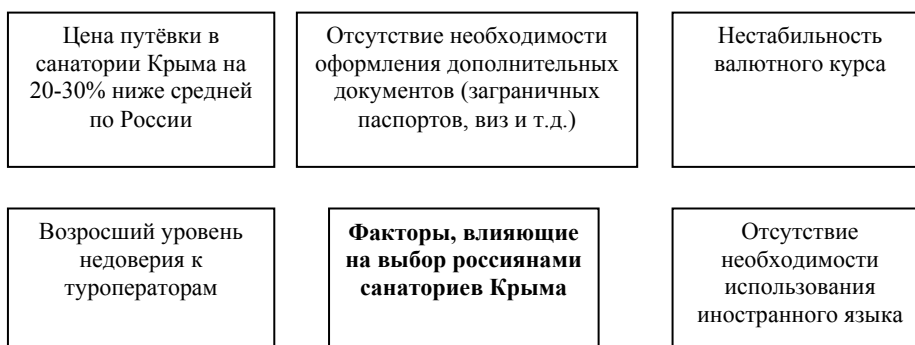 Цена путёвки в
санатории Крыма на
20-30% ниже средней
по России
Отсутствие необходимости
оформления дополнительных
документов (заграничных
паспортов, виз и т.д.)
Нестабильность
валютного курса
Возросший уровень
недоверия к
туроператорам
Факторы, влияющие
на выбор россиянами
санаториев Крыма
Отсутствие
необходимости
использования
иностранного языка